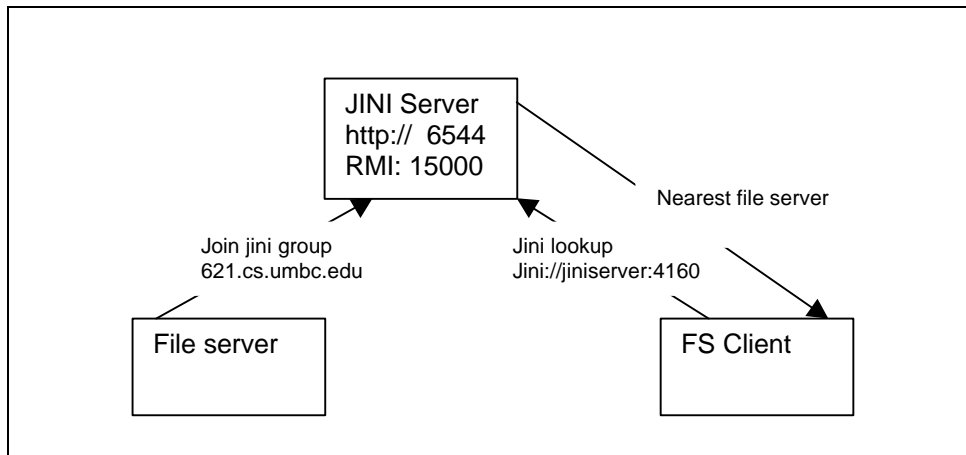 JINI Server
http://  6544
RMI: 15000
Nearest file server
Join jini group
621.cs.umbc.edu
Jini lookup
Jini://jiniserver:4160
File server
FS Client